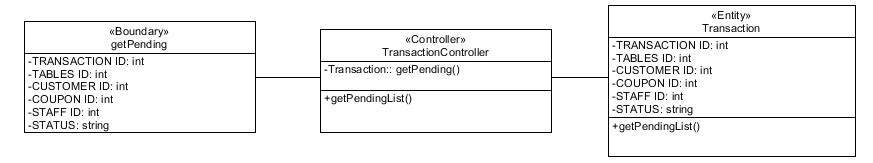 «Boundary»
getPending
-TRANSACTION ID: int
-TABLES ID: int
-CUSTOMER ID: int
-COUPON ID: int
-STAFF ID: int
-STATUS: string
«Controller»
TransactionController
-Transaction:: getPending()
+getPendingList()
«Entity»
Transaction
-TRANSACTION ID: int
-TABLES ID: int
-CUSTOMER ID: int
-COUPON ID: int
-STAFF ID: int
-STATUS: string
+getPendingList()